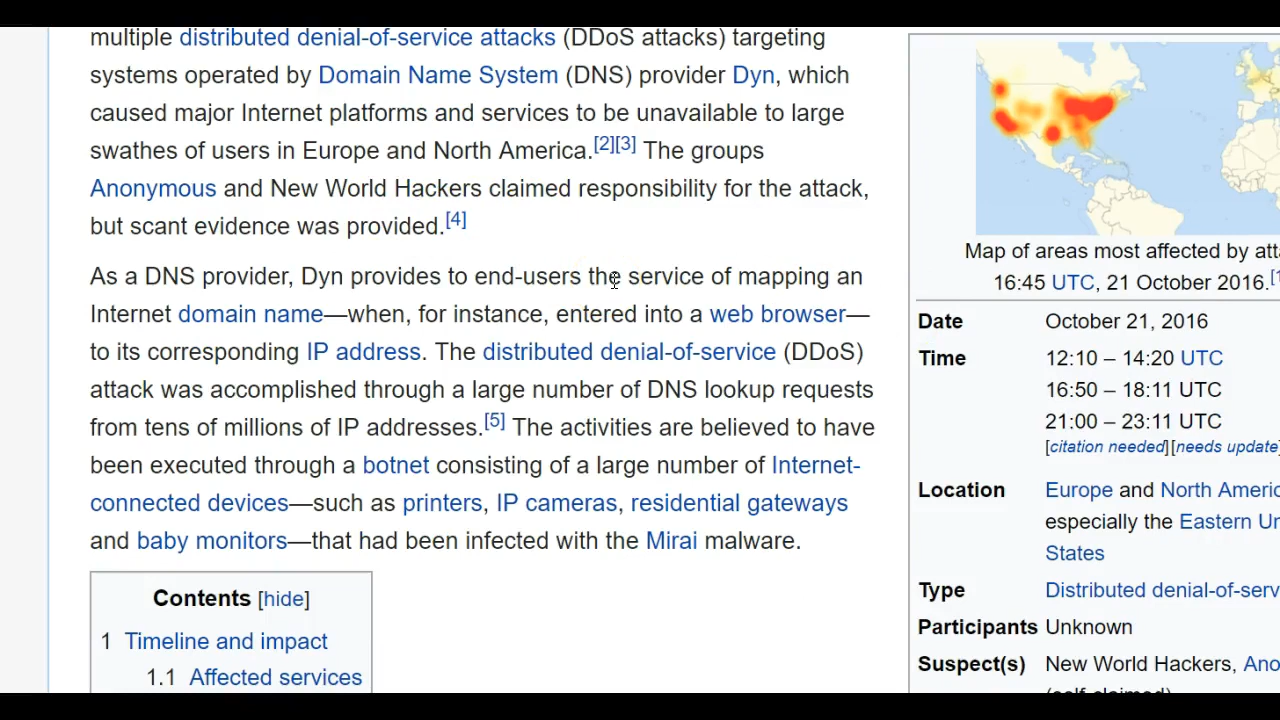 multiple distributed denial-of-service attacks (DDoS attacks) targeting
systems operated by Domain Name System (DNS) provider Dyn, which
caused major Internet platforms and services to be unavailable to large
swathes of users in Europe and North America.[2][3] The groups
Anonymous and New World Hackers claimed responsibility for the attack,
but scant evidence was provided.[4]
As a DNS provider, Dyn provides to end-users the service of mapping an
Internet domain name—when, for instance, entered into a web browser—
to its corresponding IP address. The distributed denial-of-service (DDoS)
attack was accomplished through a large number of DNS lookup requests
from tens of millions of IP addresses.[5] The activities are believed to have
been executed through a botnet consisting of a large number of Internet-
connected devices—such as printers, IP cameras, residential gateways
and baby monitors—that had been infected with the Mirai malware.
Contents [hide]
1 Timeline and impact
1.1 Affected services
Map of areas most affected by
16:45 UTC, 21 October 2016.
Date October 21, 2016
Time 12:10 – 14:20 UTC
16:50 – 18:11 UTC
21:00 – 23:11 UTC
[citation needed][needs update]
Location Europe and North
especially the Eastern
States
Type Distributed
Participants Unknown
Suspect(s) New World Hackers,